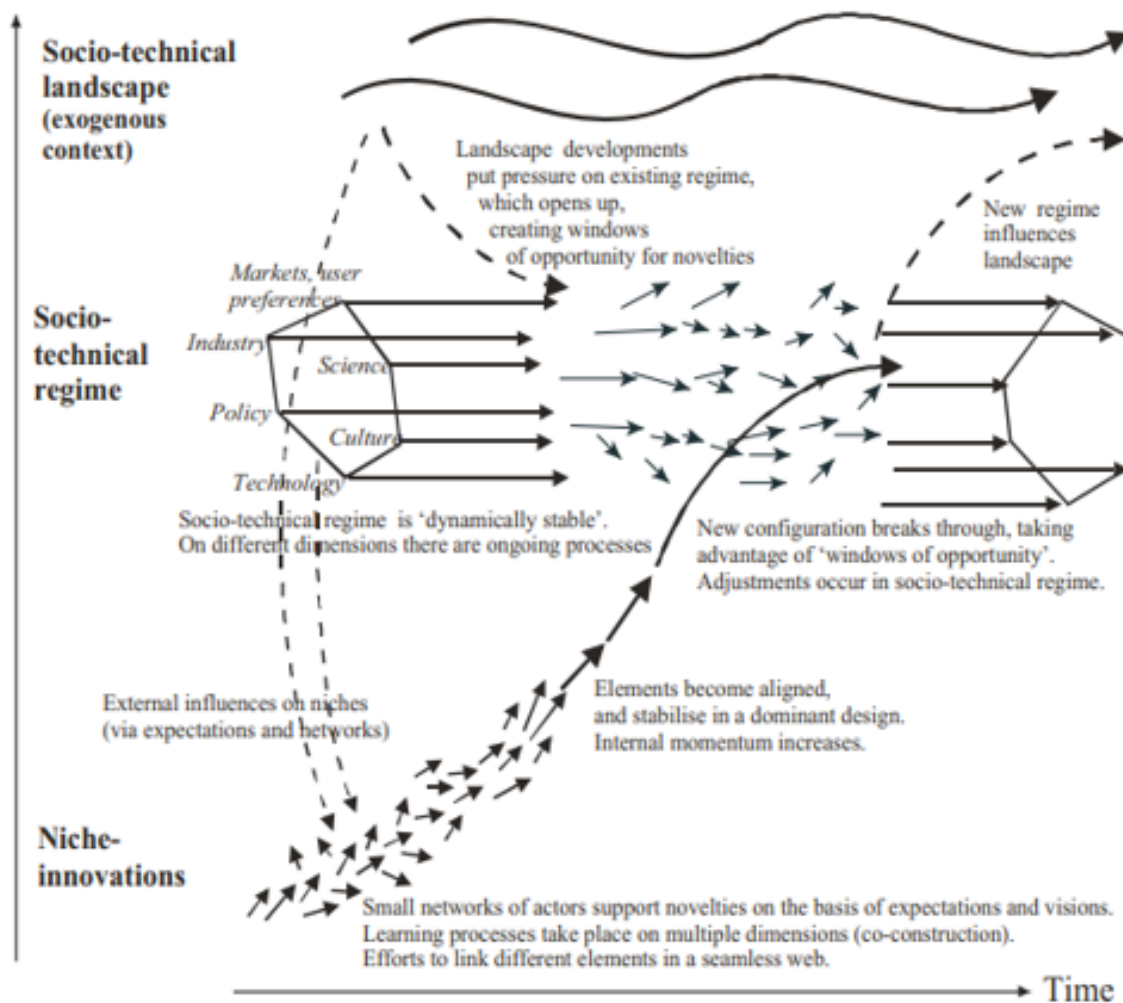 Socio-technical
landscape
(exogenous
context)
Landscape developments
put pressure on existing regime,
which opens up,
creating windows
of opportunity for novelties
New regime
influences
landscape
Markets, user
preferences
Industry
Science
Policy
Culture
Technology
Socio-
technical
regime
Socio-technical regime is ‘dynamically stable’.
On different dimensions there are ongoing processes
New configuration breaks through, taking
advantage of ‘windows of opportunity’.
Adjustments occur in socio-technical regime.
External influences on niches
(via expectations and networks)
Elements become aligned,
and stabilise in a dominant design.
Internal momentum increases.
Niche-
innovations
Small networks of actors support novelties on the basis of expectations and visions.
Learning processes take place on multiple dimensions (co-construction).
Efforts to link different elements in a seamless web.
Time